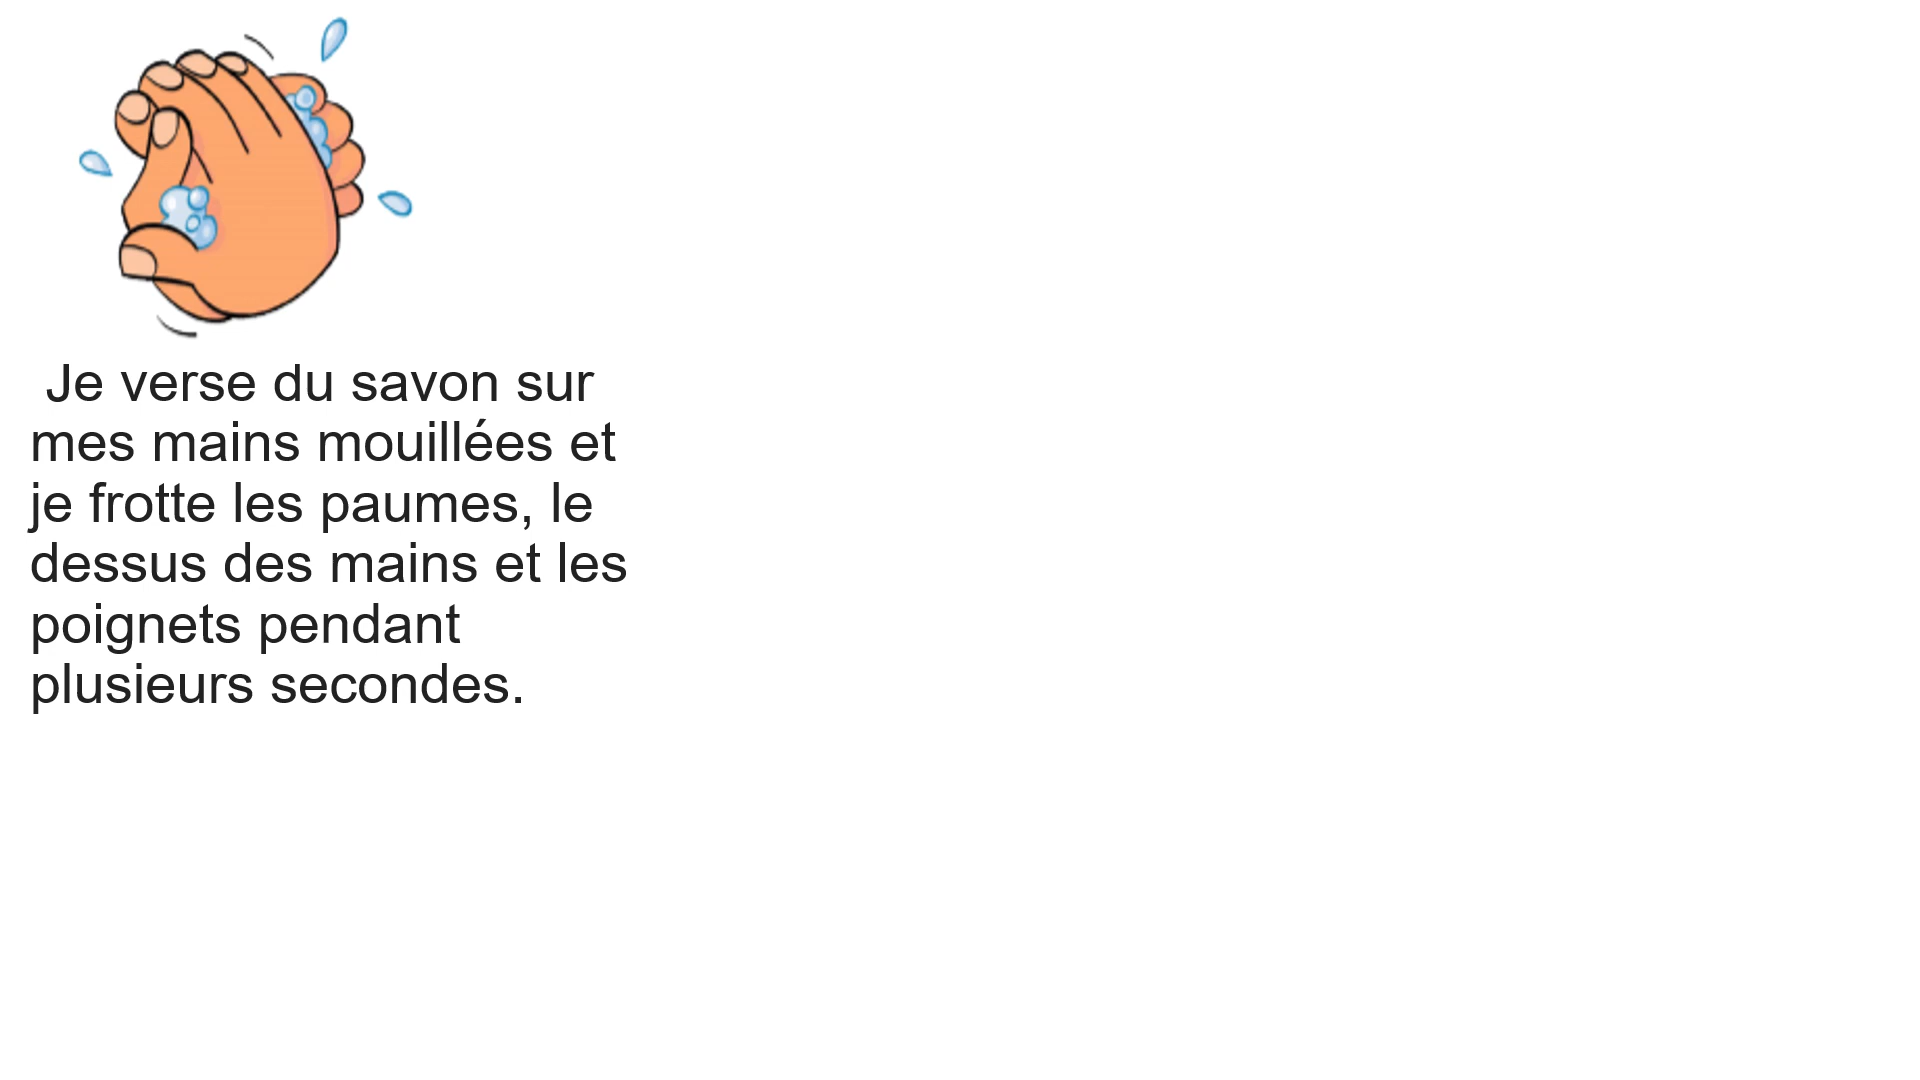 Je verse du savon sur
mes mains mouillées et
je frotte les paumes, le
dessus des mains et les
poignets pendant
plusieurs secondes.